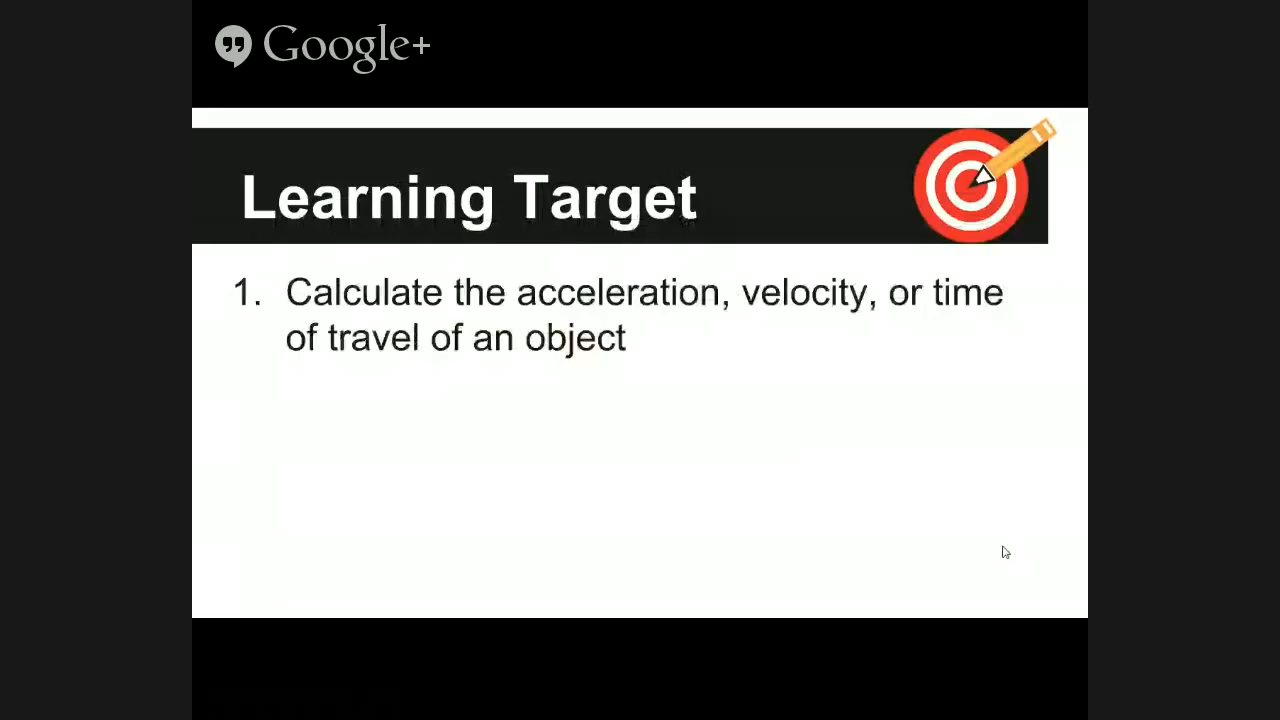 Google+
Learning Target
1. Calculate the acceleration, velocity, or time
of travel of an object